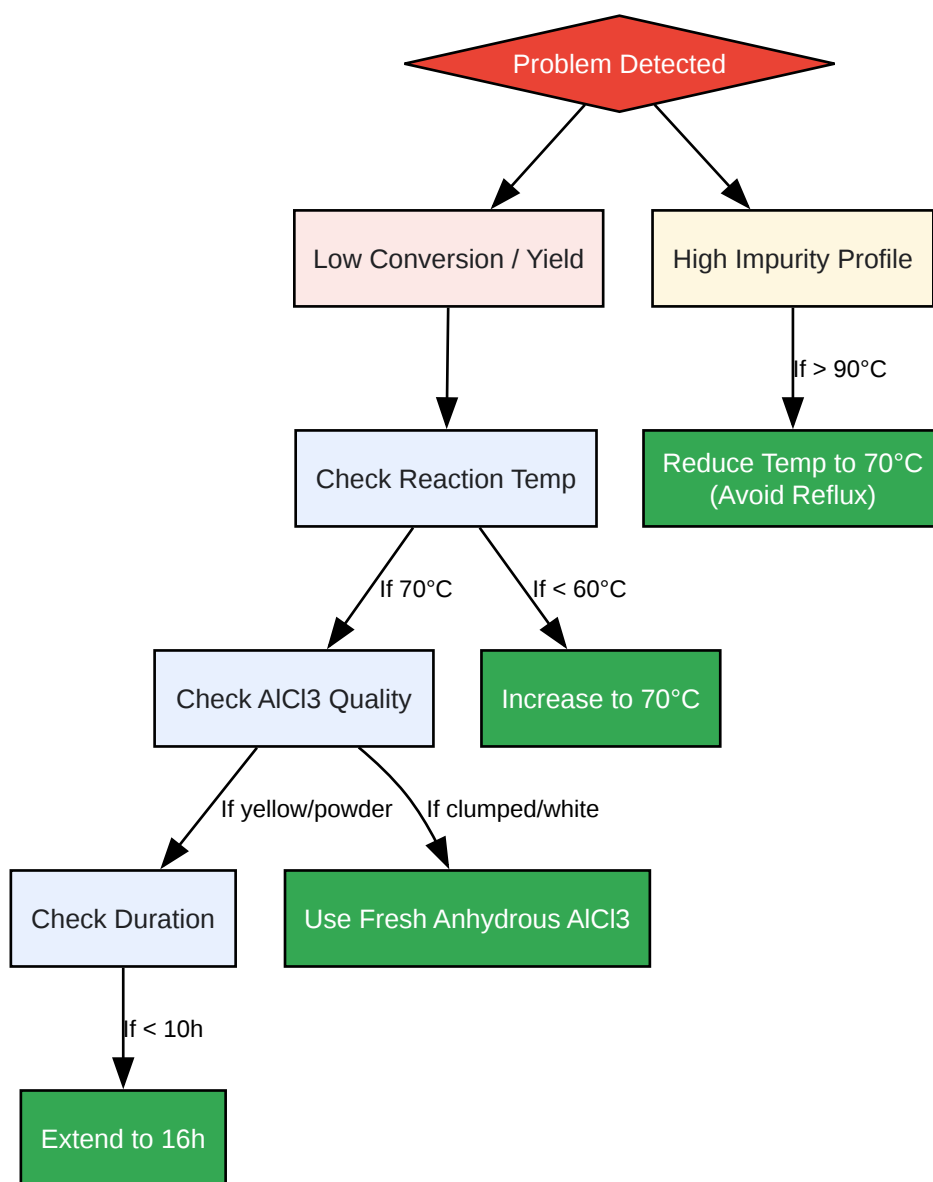 Problem Detected
Low Conversion / Yield
High Impurity Profile
If > 90°C
Check Reaction Temp
Reduce Temp to 70°C
(Avoid Reflux)
If 70°C
If < 60°C
Check AlCl3 Quality
Increase to 70°C
If yellow/powder
If clumped/white
Check Duration
Use Fresh Anhydrous AlCl3
If < 10h
Extend to 16h